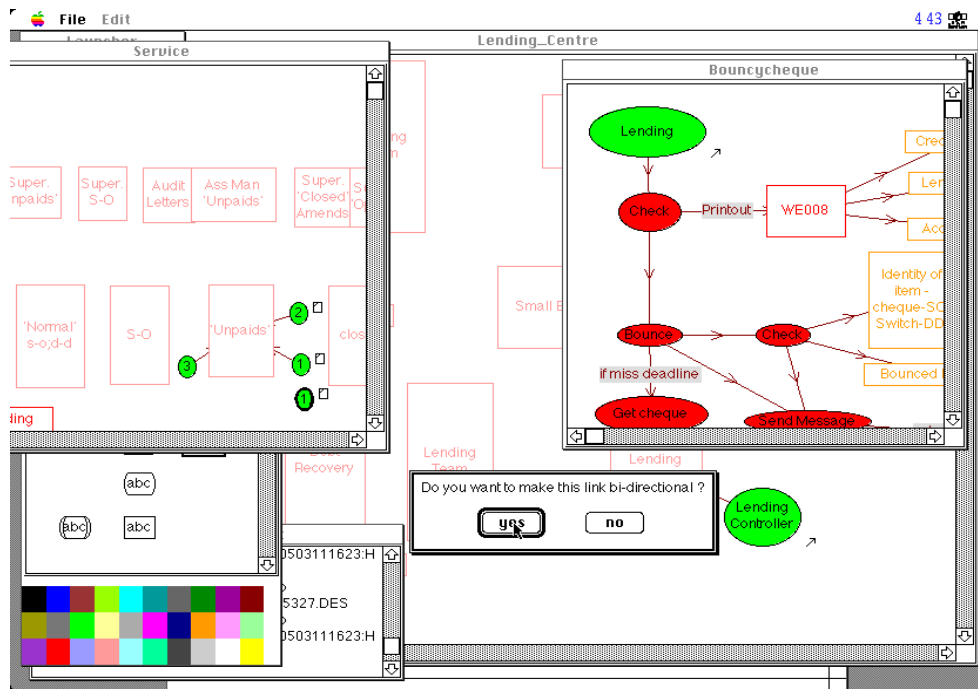 File Edit
4 43
Launcher
Lending_Centre
Service
Super.
'Unpaids'
Super.
S-O
Audit
Letters
Ass Man
'Unpaids'
Super.
'Closed'
Amends
'Normal'
s-o;d-d
S-O
'Unpaids'
2
3
1
1
Bouncycheque
Lending
Check
Printout
WE008
Identity of
item -
cheque-SO
Switch-DD
Bounce
Check
if miss deadline
Bounced
Get cheque
Send Message
Small
Recovery
Lending
Team
Lending
Do you want to make this link bi-directional ?
yes
no
Lending
Controller
abc
abc
abc
0503111623:H
5327.DES
0503111623:H